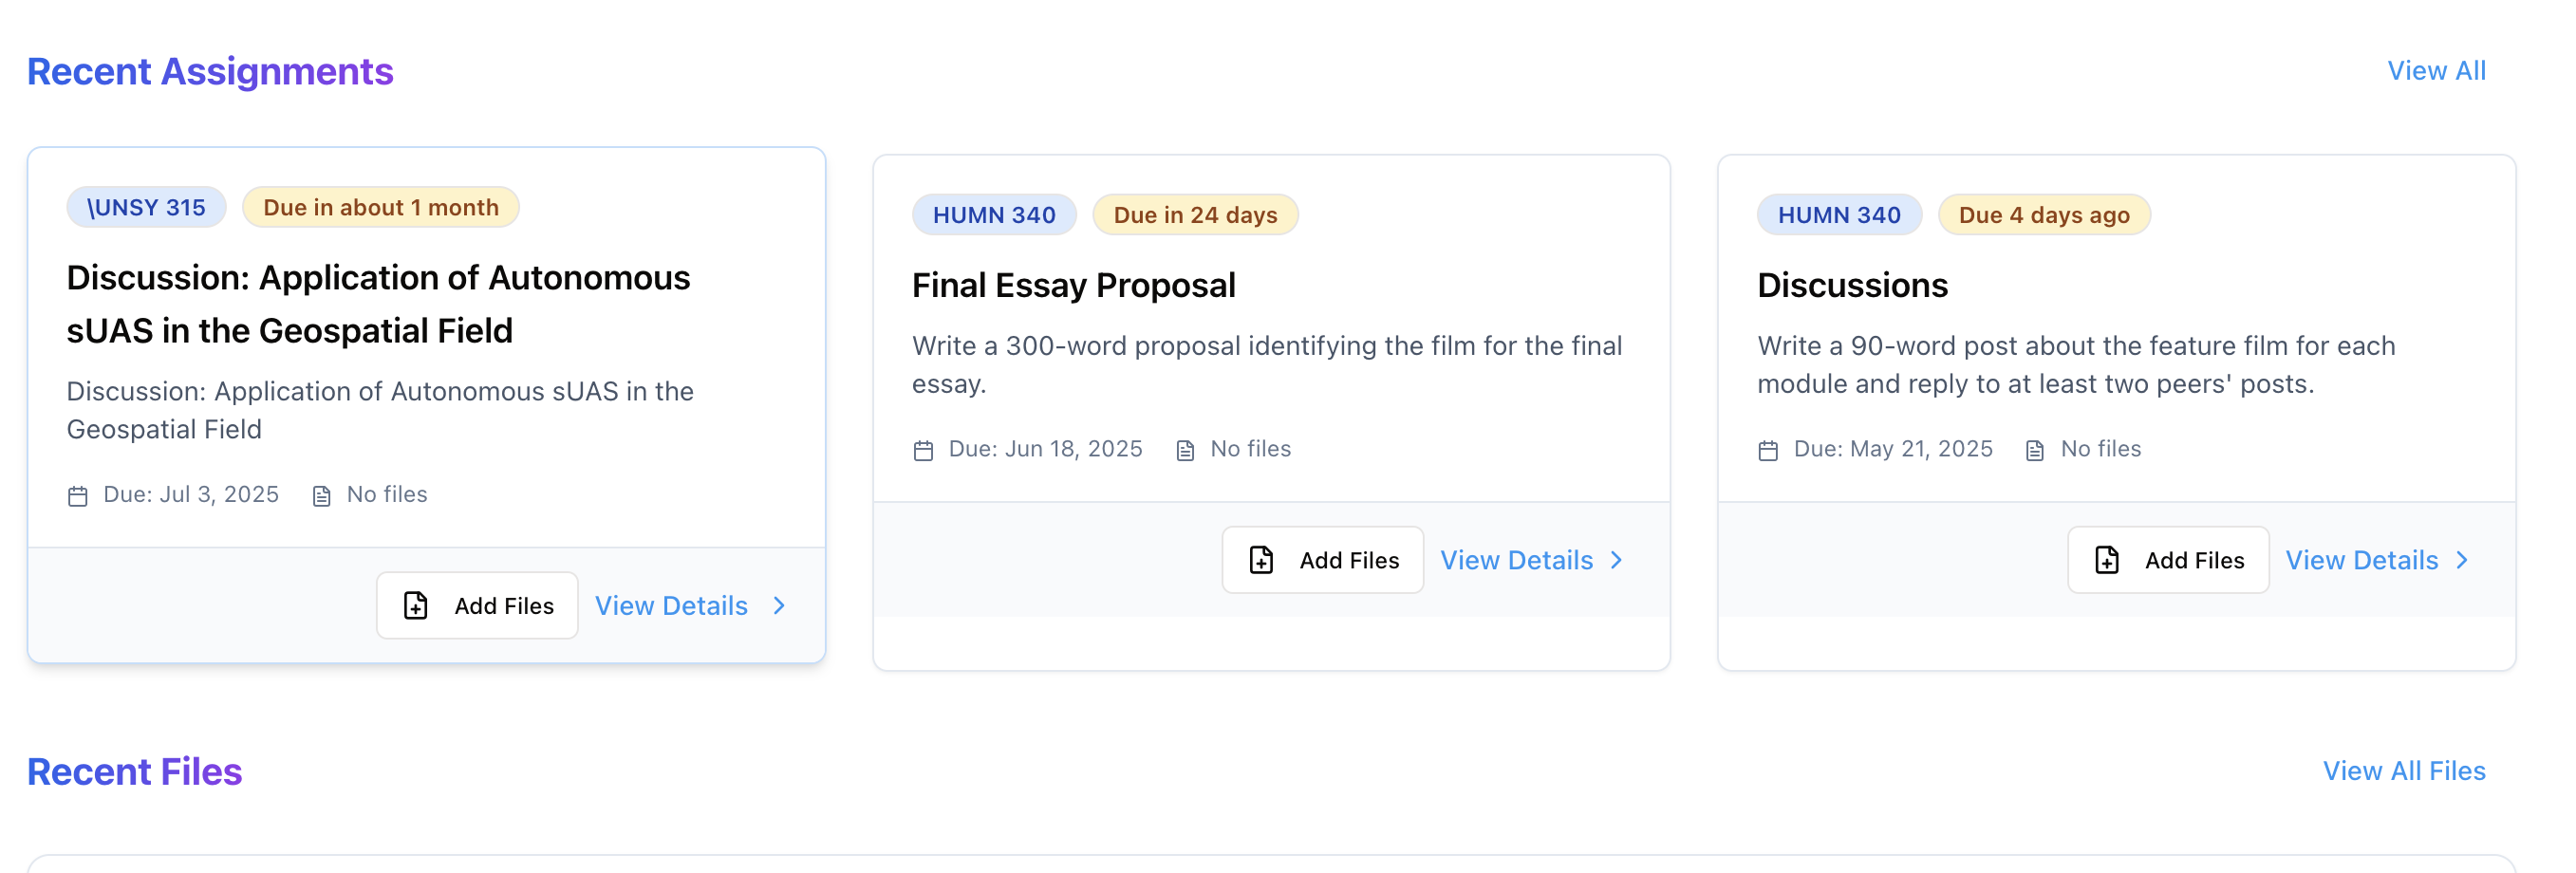 Recent Assignments
View All
\UNSY 315
Due in about 1 month
Discussion: Application of Autonomous
sUAS in the Geospatial Field
Discussion: Application of Autonomous sUAS in the
Geospatial Field
Due: Jul 3, 2025
No files
Add Files
View Details
HUMN 340
Due in 24 days
Final Essay Proposal
Write a 300-word proposal identifying the film for the final
essay.
Due: Jun 18, 2025
No files
Add Files
View Details
HUMN 340
Due 4 days ago
Discussions
Write a 90-word post about the feature film for each
module and reply to at least two peers' posts.
Due: May 21, 2025
No files
Add Files
View Details
Recent Files
View All Files